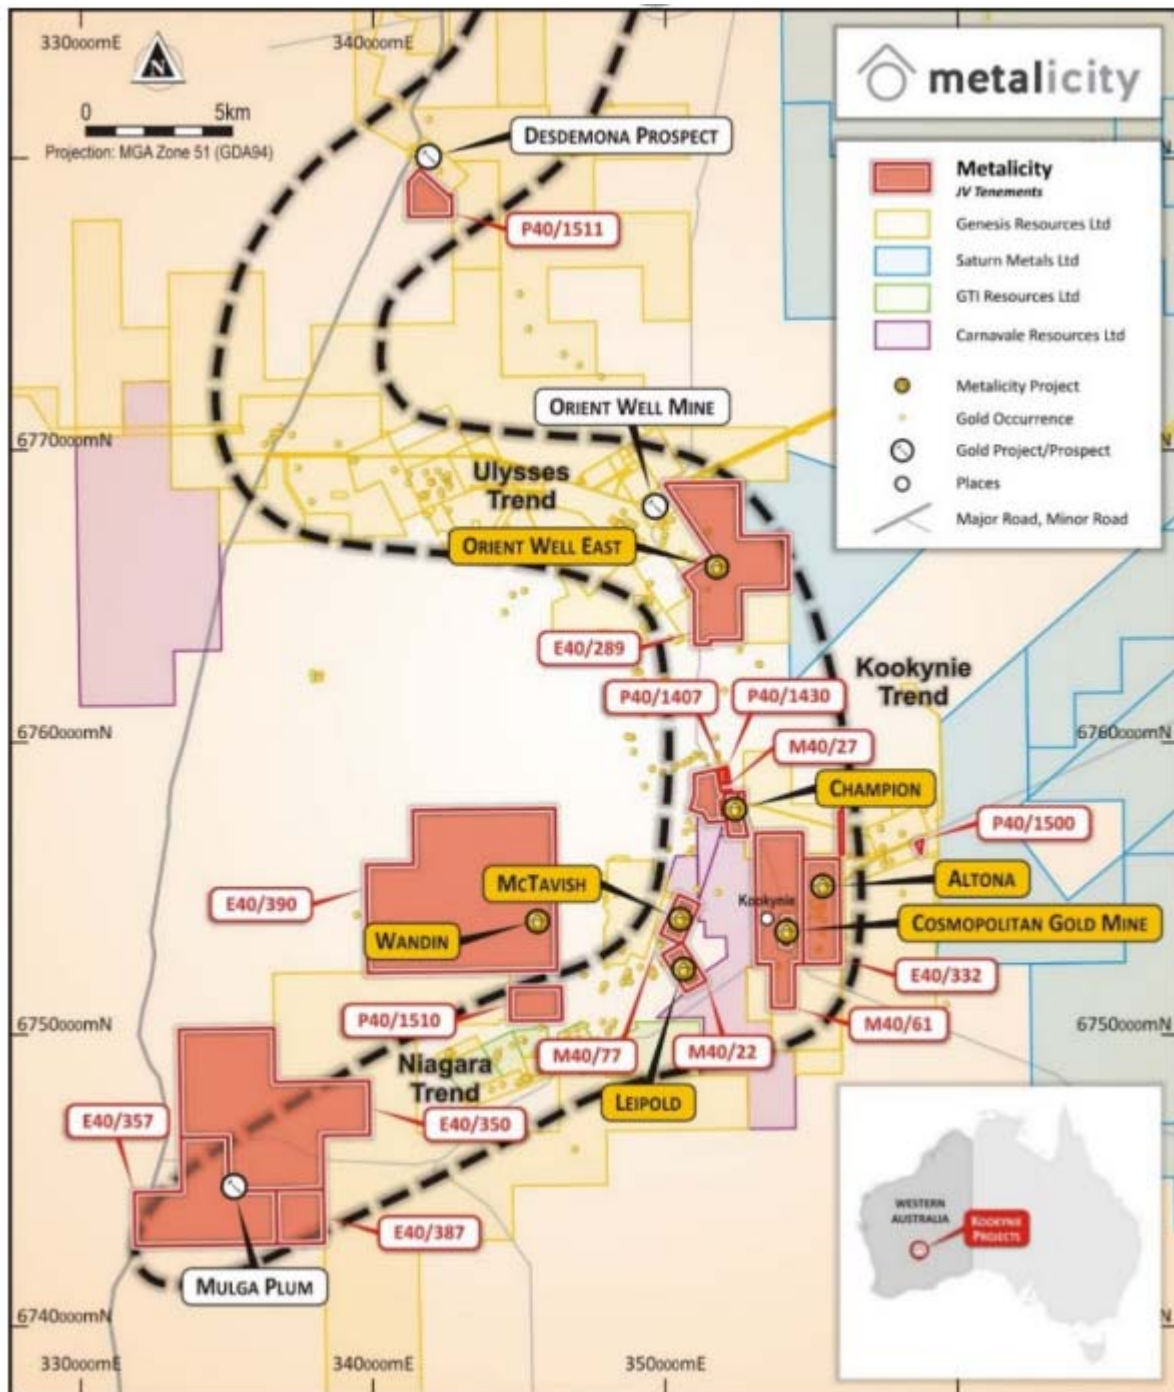 330000mE
340000mE
N
0
5km
Projection: MGA Zone 51 (GDA94)
metalicity
Metalicity
JV Tenements
Genesis Resources Ltd
Saturn Metals Ltd
GTI Resources Ltd
Carnavale Resources Ltd
Metalicity Project
Gold Occurrence
Gold Project/Prospect
Places
Major Road, Minor Road
DESDEMONA PROSPECT
P40/1511
ORIENT WELL MINE
6770000mN
Ulysses
Trend
ORIENT WELL EAST
E40/289
Kookynie
Trend
P40/1407
P40/1430
6760000mN
M40/27
6760000mN
CHAMPION
P40/1500
MCTAVISH
ALTONA
E40/390
Kookynie
WANDIN
COSMOPOLITAN GOLD MINE
E40/332
6750000mN
P40/1510
M40/61
6750000mN
M40/77
M40/22
Niagara
Trend
LEIPOLD
E40/357
E40/350
E40/387
MULGA PLUM
WESTERN
AUSTRALIA
KOOKYNIE
PROJECTS
6740000mN
330000mE
340000mE
350000mE